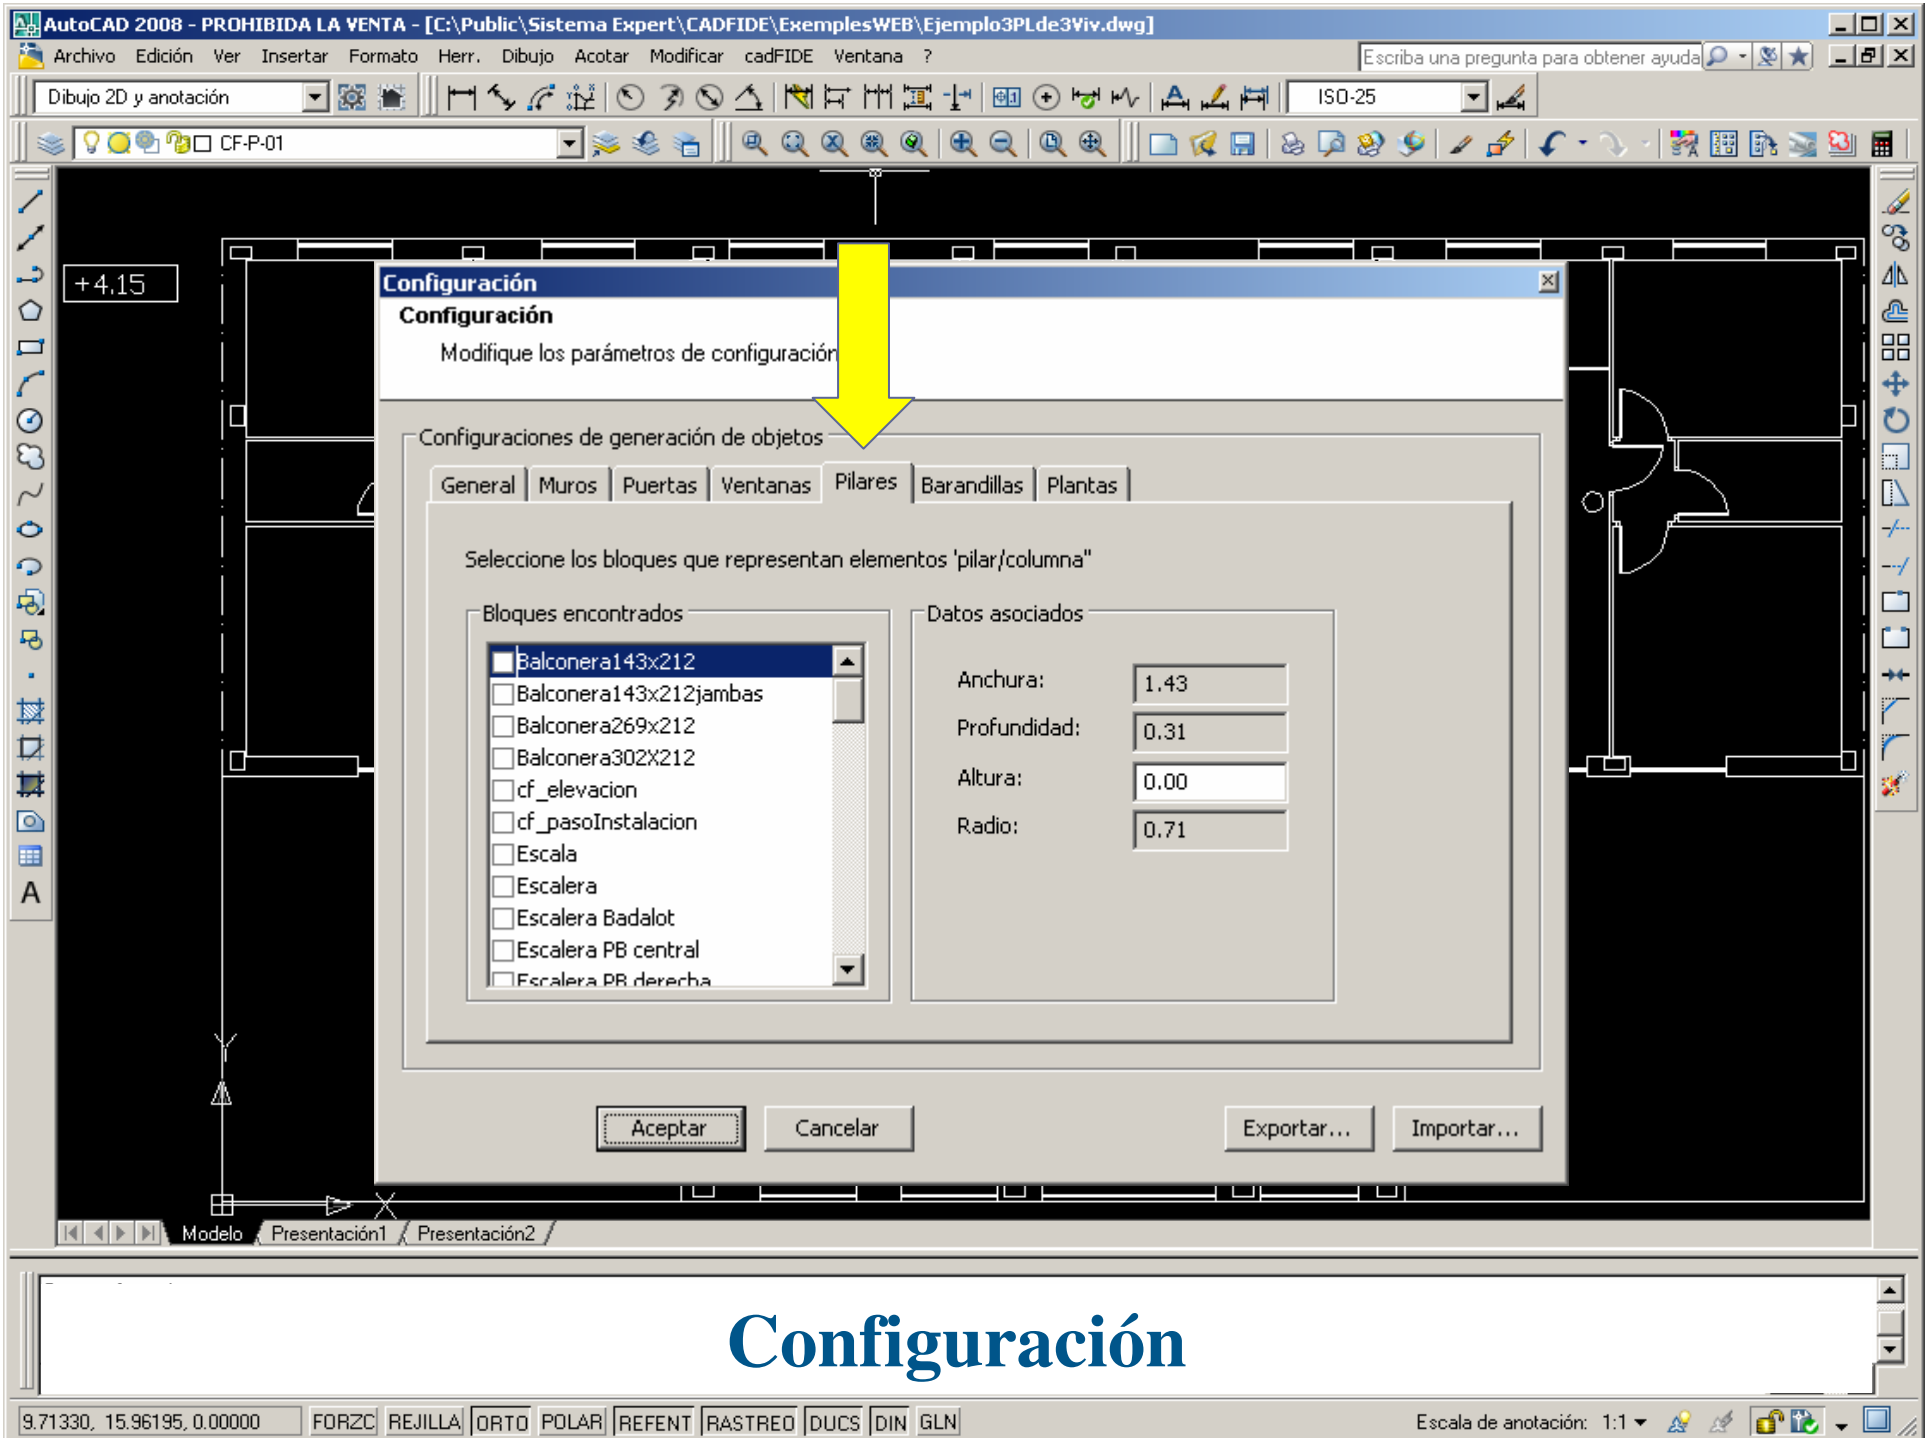 AutoCAD 2008 - PROHIBIDA LA VENTA - [C:\Public\Sistema Expert\CADFIDE\ExemplesWEB\Ejemplo3PLde3Viv.dwg]
Archivo Edición Ver Insertar Formato Herr. Dibujo Acotar Modificar cadFIDE Ventana ? Escriba una pregunta para obtener ayuda
Dibujo 2D y anotación ISO-25
CF-P-01
+4.15
Configuración
Configuración
Modifique los parámetros de configuración
Configuraciones de generación de objetos
General Muros Puertas Ventanas Pilares Barandillas Plantas
Seleccione los bloques que representan elementos 'pilar/columna"
Bloques encontrados
Balconera143x212
Balconera143x212jambas
Balconera269x212
Balconera302X212
cf_elevacion
cf_pasoInstalacion
Escala
Escalera
Escalera Badalot
Escalera PB central
Escalera PB derecha
Datos asociados
Anchura: 1.43
Profundidad: 0.31
Altura: 0.00
Radio: 0.71
Aceptar Cancelar Exportar... Importar...
Y
X
Modelo Presentación1 Presentación2
Configuración
9.71330, 15.96195, 0.00000 FORZC REJILLA ORTO POLAR REFENT RASTREO DUCS DIN GLN Escala de anotación: 1:1